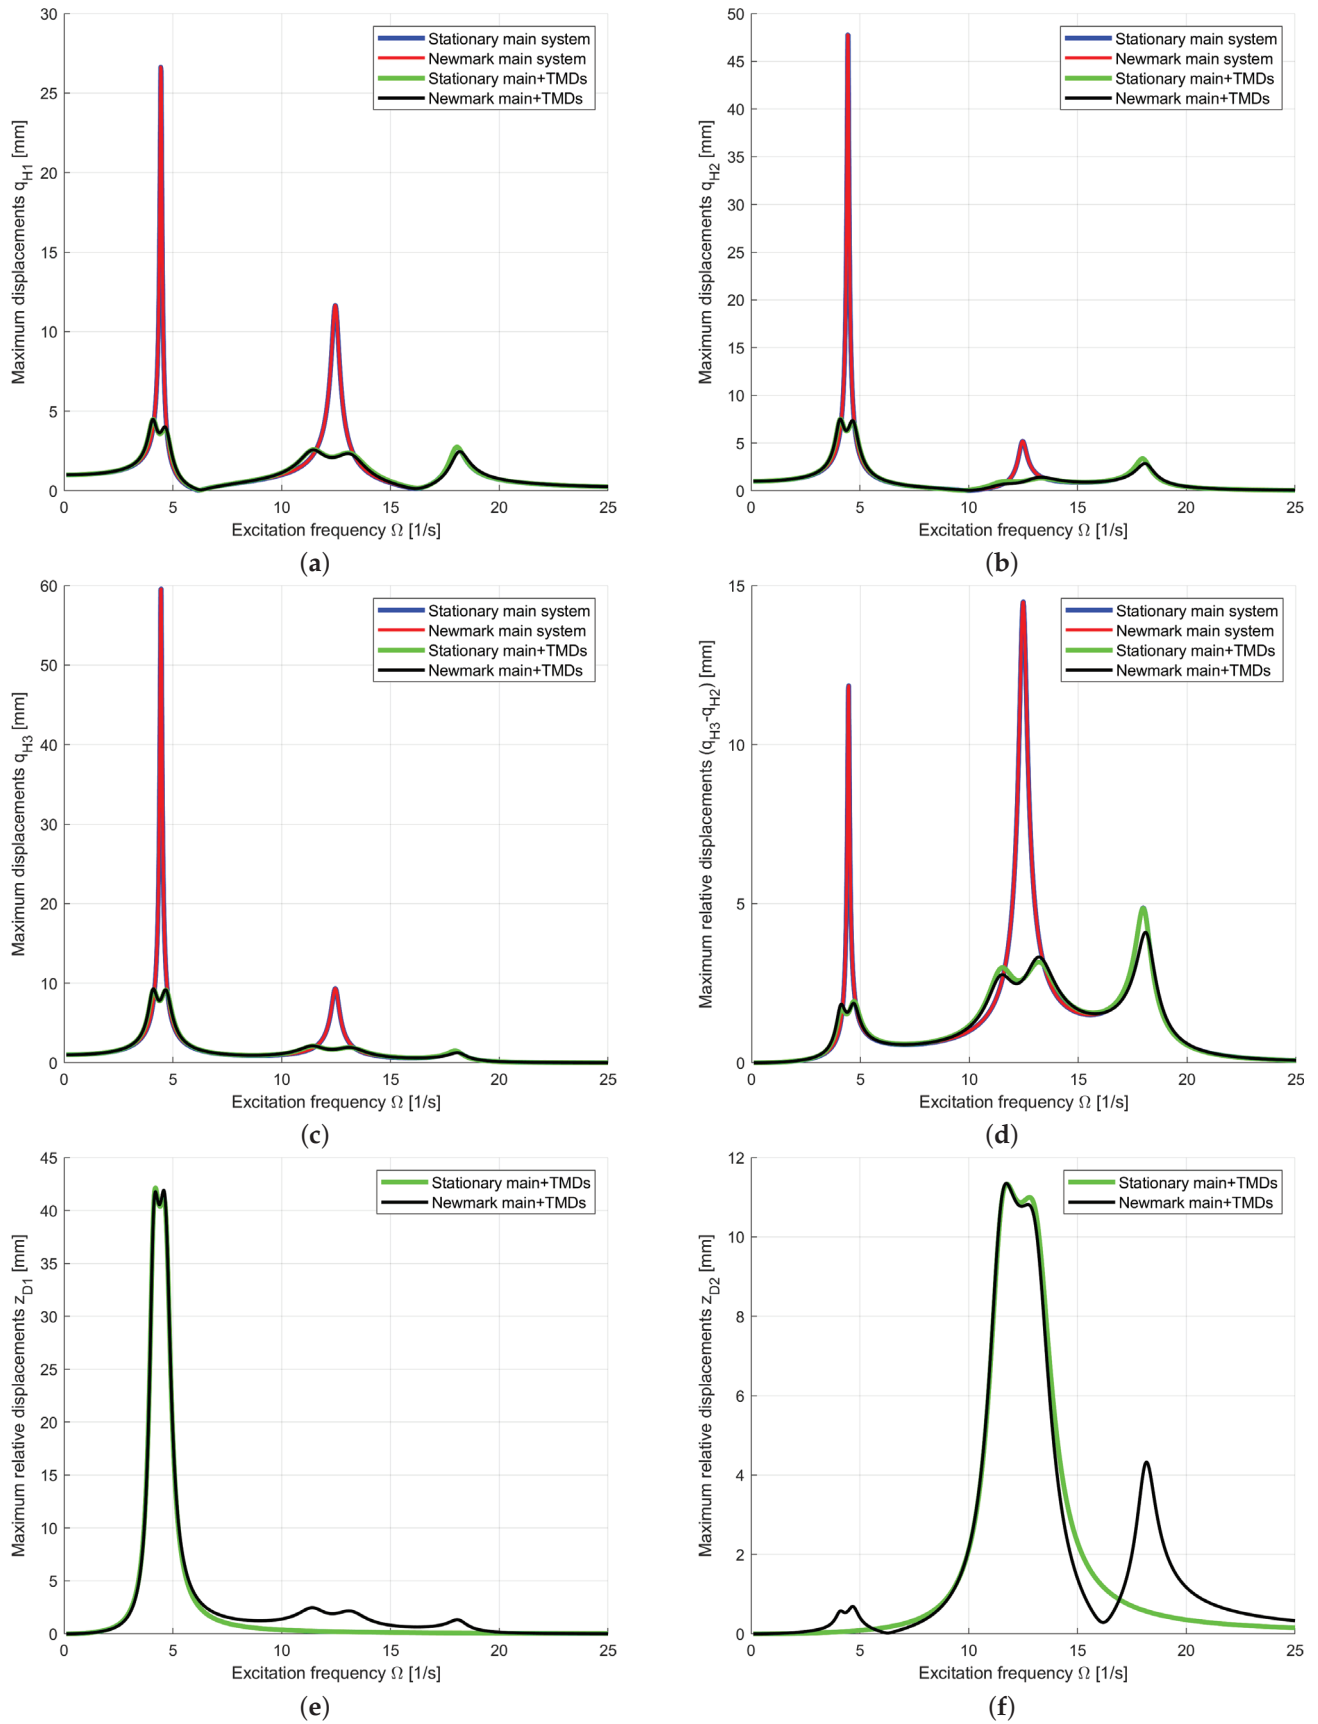 30
25
20
15
10
5
0
0 5 10 15 20 25
Maximum displacements q_H1 [mm]
Excitation frequency Ω [1/s]
Stationary main system
Newmark main system
Stationary main+TMDs
Newmark main+TMDs
(a)
50
45
40
35
30
25
20
15
10
5
0
0 5 10 15 20 25
Maximum displacements q_H2 [mm]
Excitation frequency Ω [1/s]
Stationary main system
Newmark main system
Stationary main+TMDs
Newmark main+TMDs
(b)
60
50
40
30
20
10
0
0 5 10 15 20 25
Maximum displacements q_H3 [mm]
Excitation frequency Ω [1/s]
Stationary main system
Newmark main system
Stationary main+TMDs
Newmark main+TMDs
(c)
15
10
5
0
0 5 10 15 20 25
Maximum relative displacements (q_H3-q_H2) [mm]
Excitation frequency Ω [1/s]
Stationary main system
Newmark main system
Stationary main+TMDs
Newmark main+TMDs
(d)
45
40
35
30
25
20
15
10
5
0
0 5 10 15 20 25
Maximum relative displacements z_D1 [mm]
Excitation frequency Ω [1/s]
Stationary main+TMDs
Newmark main+TMDs
(e)
12
10
8
6
4
2
0
0 5 10 15 20 25
Maximum relative displacements z_D2 [mm]
Excitation frequency Ω [1/s]
Stationary main+TMDs
Newmark main+TMDs
(f)